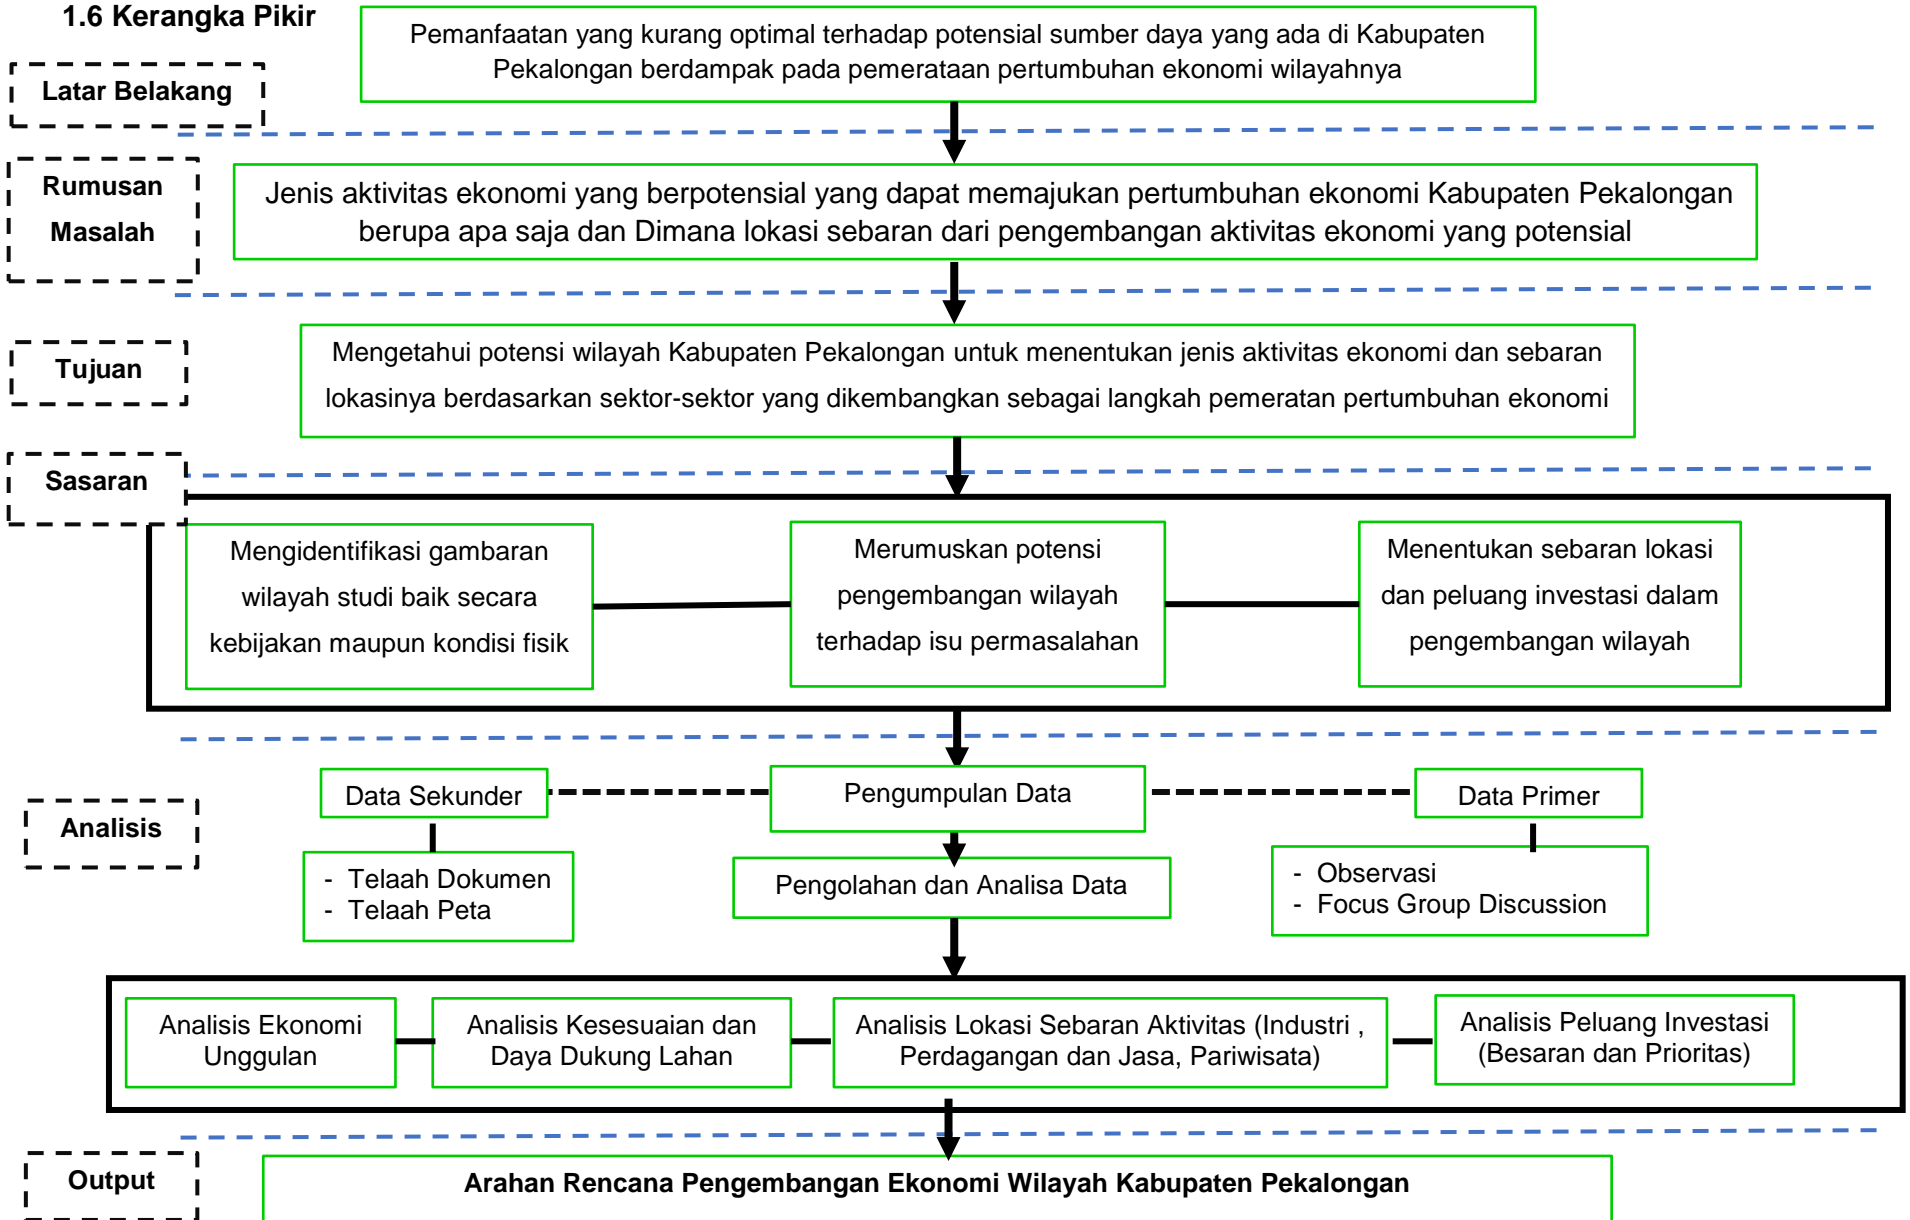 1.6 Kerangka Pikir
Pemanfaatan yang kurang optimal terhadap potensial sumber daya yang ada di Kabupaten
Pekalongan berdampak pada pemerataan pertumbuhan ekonomi wilayahnya
Latar Belakang
Rumusan
Masalah
Jenis aktivitas ekonomi yang berpotensial yang dapat memajukan pertumbuhan ekonomi Kabupaten Pekalongan
berupa apa saja dan Dimana lokasi sebaran dari pengembangan aktivitas ekonomi yang potensial
Tujuan
Mengetahui potensi wilayah Kabupaten Pekalongan untuk menentukan jenis aktivitas ekonomi dan sebaran
lokasinya berdasarkan sektor-sektor yang dikembangkan sebagai langkah pemeratan pertumbuhan ekonomi
Sasaran
Mengidentifikasi gambaran
wilayah studi baik secara
kebijakan maupun kondisi fisik
Merumuskan potensi
pengembangan wilayah
terhadap isu permasalahan
Menentukan sebaran lokasi
dan peluang investasi dalam
pengembangan wilayah
Analisis
Data Sekunder
Pengumpulan Data
Data Primer
- Telaah Dokumen
- Telaah Peta
Pengolahan dan Analisa Data
- Observasi
- Focus Group Discussion
Analisis Ekonomi
Unggulan
Analisis Kesesuaian dan
Daya Dukung Lahan
Analisis Lokasi Sebaran Aktivitas (Industri ,
Perdagangan dan Jasa, Pariwisata)
Analisis Peluang Investasi
(Besaran dan Prioritas)
Output
Arahan Rencana Pengembangan Ekonomi Wilayah Kabupaten Pekalongan